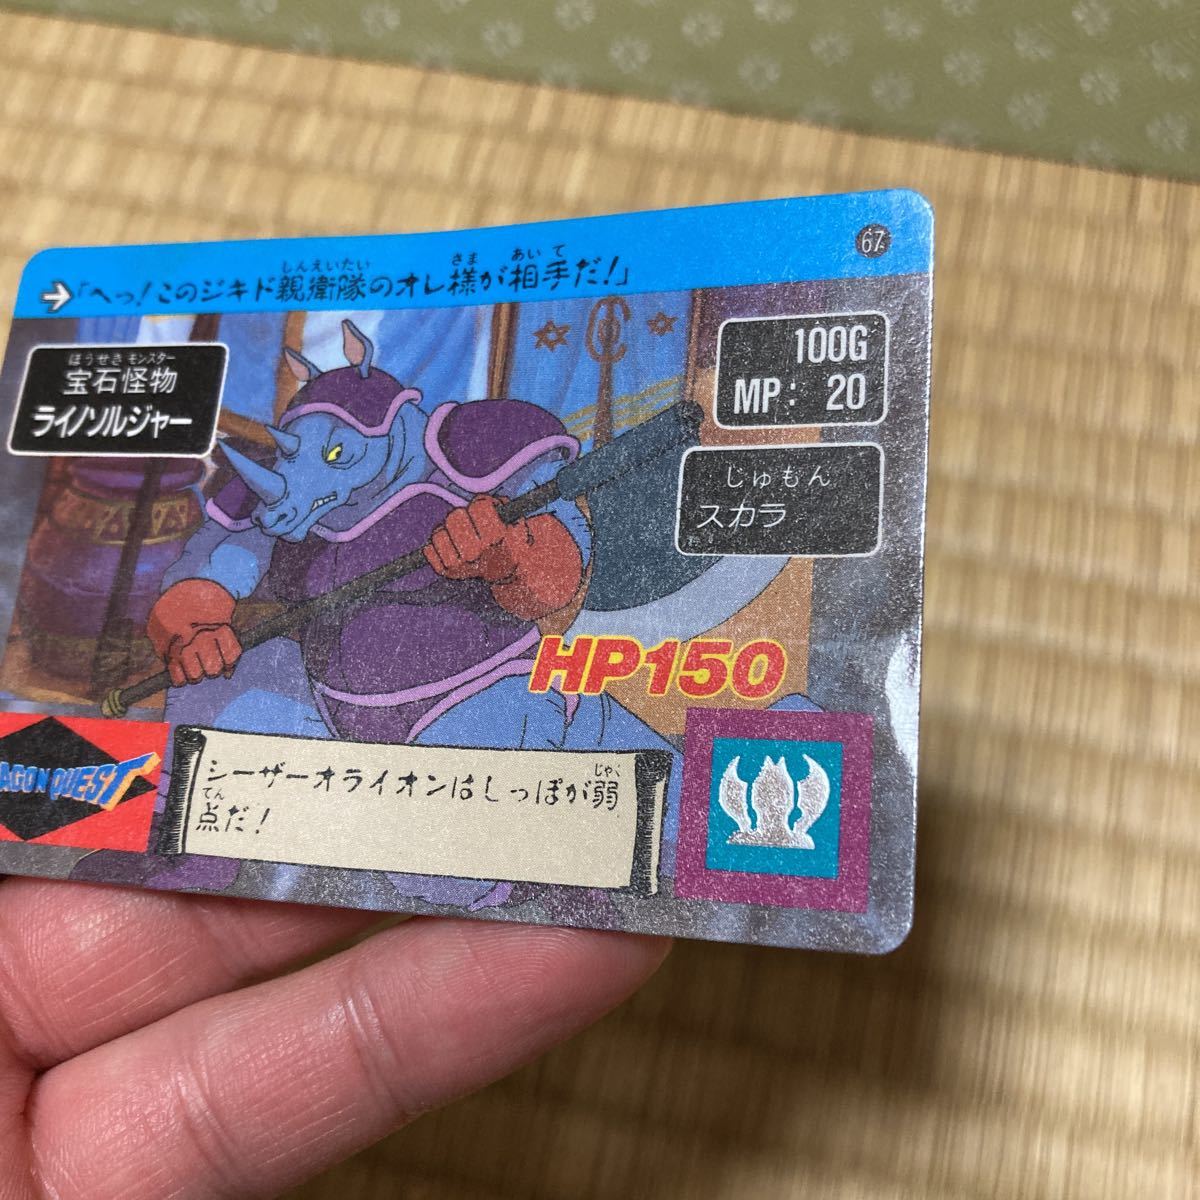 67
「へっ!このジキド親衛隊のオレ様が相手だ!」
しんえいたい さま あいて
ほうせき モンスター
宝石怪物
ライノソルジャー
100G
MP: 20
じゅもん
スカラ
HP150
AGON QUEST
シーザーオライオンはしっぽが弱
じゃく
点だ!
てん